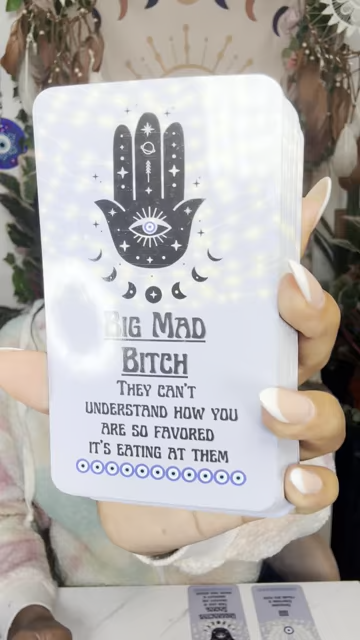 BIG MAD
BITCH
THEY CAN'T
UNDERSTAND HOW YOU
ARE SO FAVORED
IT'S EATING AT THEM